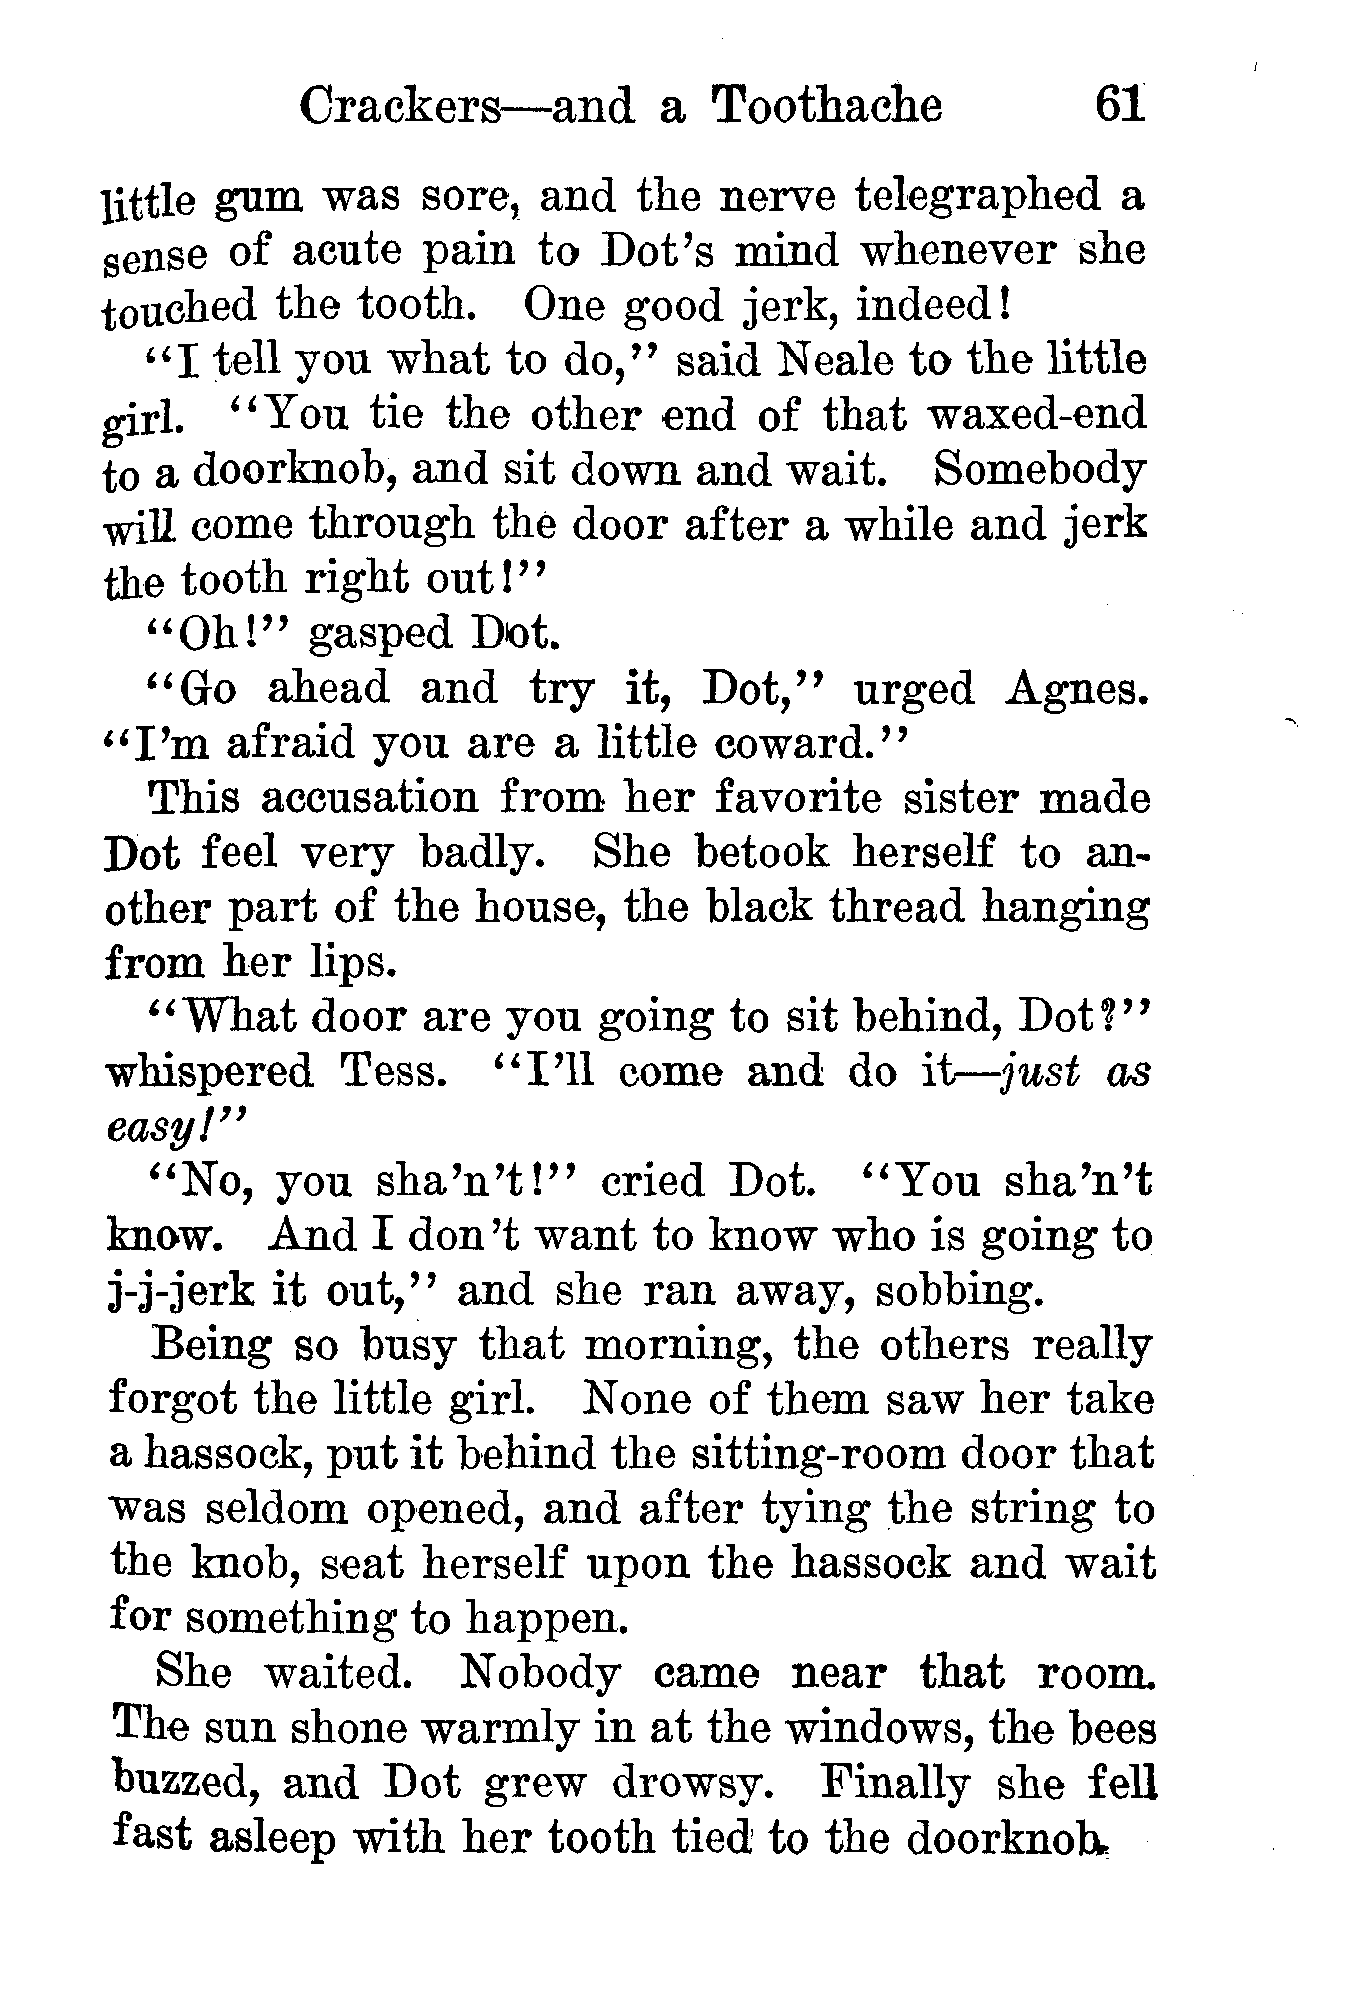 Crackers—and a Toothache 61
little gum was sore, and the nerve telegraphed a
sense of acute pain to Dot's mind whenever she
touched the tooth. One good jerk, indeed!
"I tell you what to do," said Neale to the little
girl. "You tie the other end of that waxed-end
to a doorknob, and sit down and wait. Somebody
will come through the door after a while and jerk
the tooth right out!"
"Oh!" gasped Dot.
"Go ahead and try it, Dot," urged Agnes.
"I'm afraid you are a little coward."
This accusation from her favorite sister made
Dot feel very badly. She betook herself to an-
other part of the house, the black thread hanging
from her lips.
"What door are you going to sit behind, Dot?"
whispered Tess. "I'll come and do it—just as
easy!"
"No, you sha'n't!" cried Dot. "You sha'n't
know. And I don't want to know who is going to
j-j-jerk it out," and she ran away, sobbing.
Being so busy that morning, the others really
forgot the little girl. None of them saw her take
a hassock, put it behind the sitting-room door that
was seldom opened, and after tying the string to
the knob, seat herself upon the hassock and wait
for something to happen.
She waited. Nobody came near that room.
The sun shone warmly in at the windows, the bees
buzzed, and Dot grew drowsy. Finally she fell
fast asleep with her tooth tied to the doorknob.